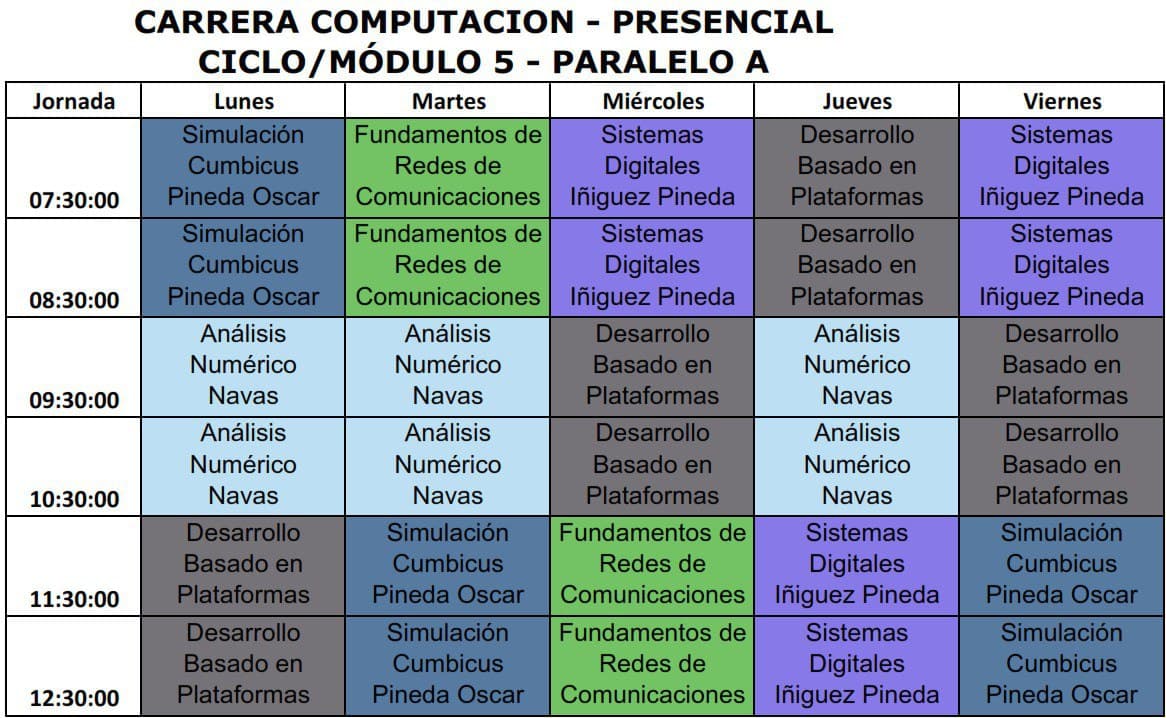 CARRERA COMPUTACION - PRESENCIAL
CICLO/MÓDULO 5 - PARALELO A
Jornada Lunes Martes Miércoles Jueves Viernes
Simulación Fundamentos de Sistemas Desarrollo Sistemas
Cumbicus Redes de Digitales Basado en Digitales
07:30:00 Pineda Oscar Comunicaciones Iñiguez Pineda Plataformas Iñiguez Pineda
Simulación Fundamentos de Sistemas Desarrollo Sistemas
Cumbicus Redes de Digitales Basado en Digitales
08:30:00 Pineda Oscar Comunicaciones Iñiguez Pineda Plataformas Iñiguez Pineda
Análisis Análisis Desarrollo Análisis Desarrollo
Numérico Numérico Basado en Numérico Basado en
09:30:00 Navas Navas Plataformas Navas Plataformas
Análisis Análisis Desarrollo Análisis Desarrollo
Numérico Numérico Basado en Numérico Basado en
10:30:00 Navas Navas Plataformas Navas Plataformas
Desarrollo Simulación Fundamentos de Sistemas Simulación
Basado en Cumbicus Redes de Digitales Cumbicus
11:30:00 Plataformas Pineda Oscar Comunicaciones Iñiguez Pineda Pineda Oscar
Desarrollo Simulación Fundamentos de Sistemas Simulación
Basado en Cumbicus Redes de Digitales Cumbicus
12:30:00 Plataformas Pineda Oscar Comunicaciones Iñiguez Pineda Pineda Oscar